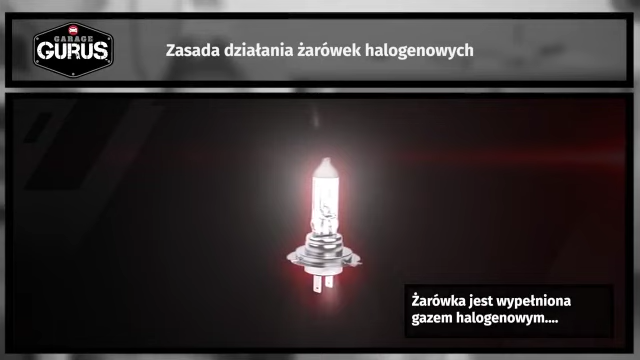 GARAGE
GURUS
Zasada działania żarówek halogenowych
Żarówka jest wypełniona
gazem halogenowym....